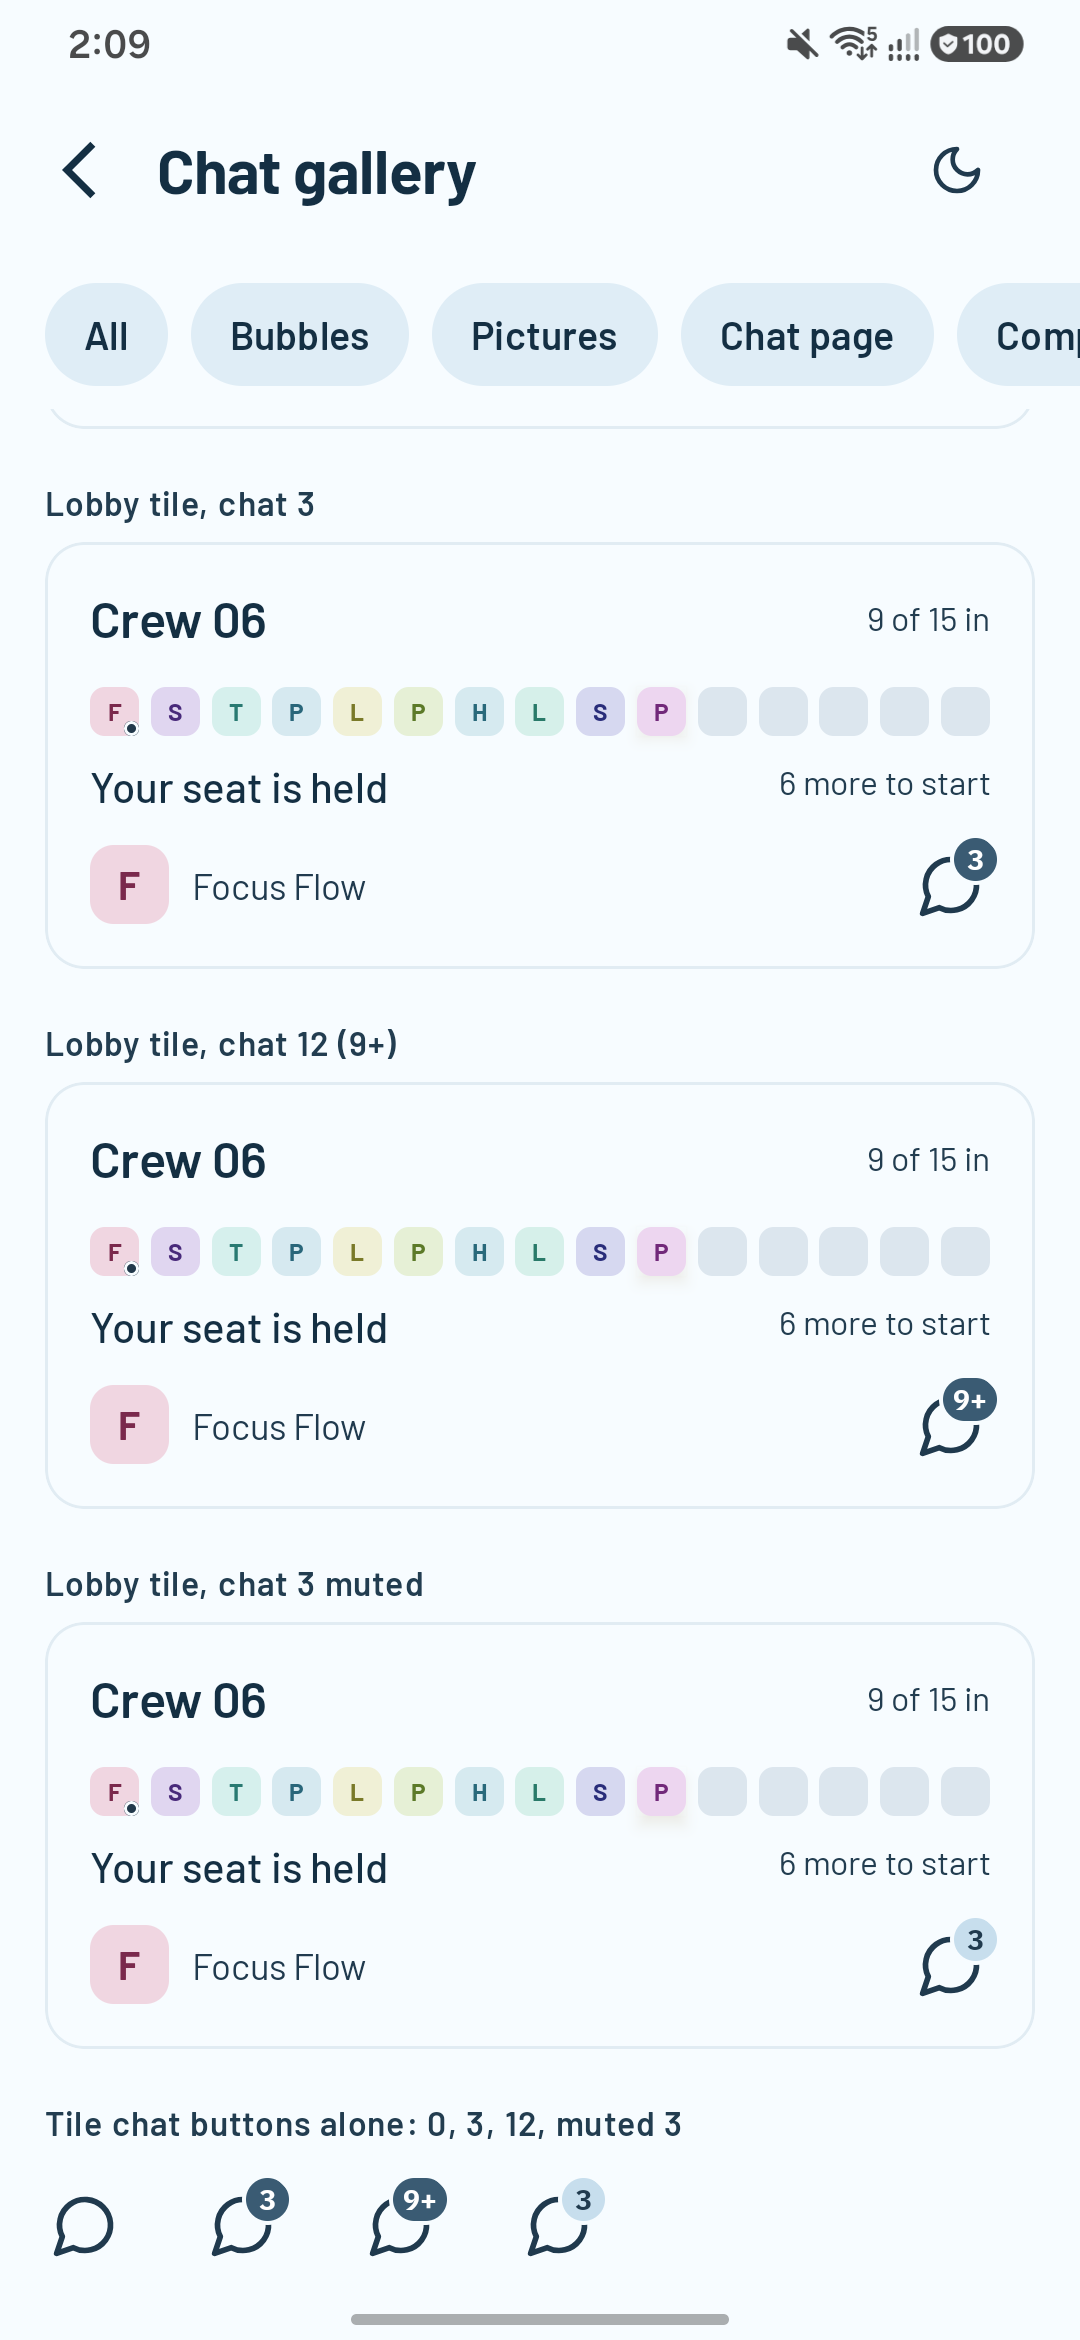 2:09
5
100
Chat gallery
All
Bubbles
Pictures
Chat page
Comp
Lobby tile, chat 3
Crew 06
9 of 15 in
F S T P L P H L S P
Your seat is held
6 more to start
F
Focus Flow
3
Lobby tile, chat 12 (9+)
Crew 06
9 of 15 in
F S T P L P H L S P
Your seat is held
6 more to start
F
Focus Flow
9+
Lobby tile, chat 3 muted
Crew 06
9 of 15 in
F S T P L P H L S P
Your seat is held
6 more to start
F
Focus Flow
3
Tile chat buttons alone: 0, 3, 12, muted 3
3
9+
3